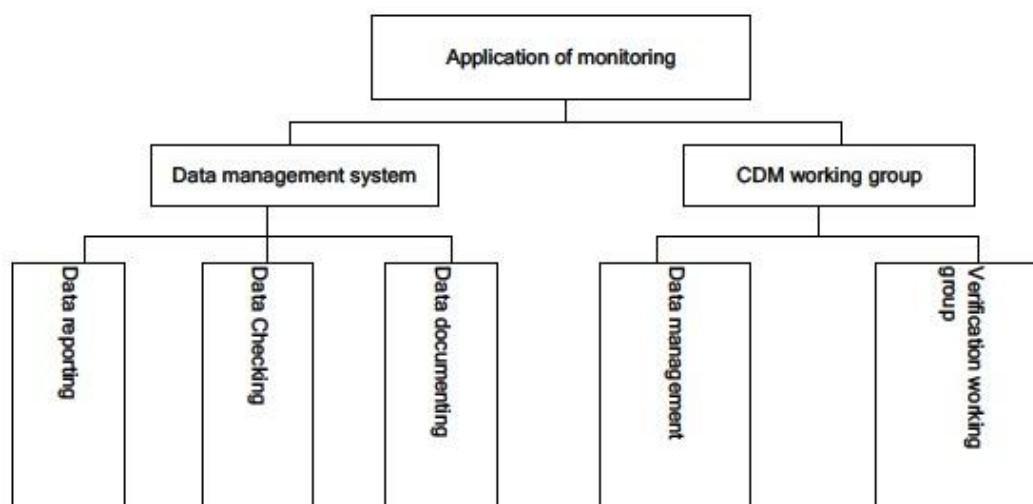 Application of monitoring
Data management system
CDM working group
Data reporting
Data Checking
Data documenting
Data management
Verification working
group